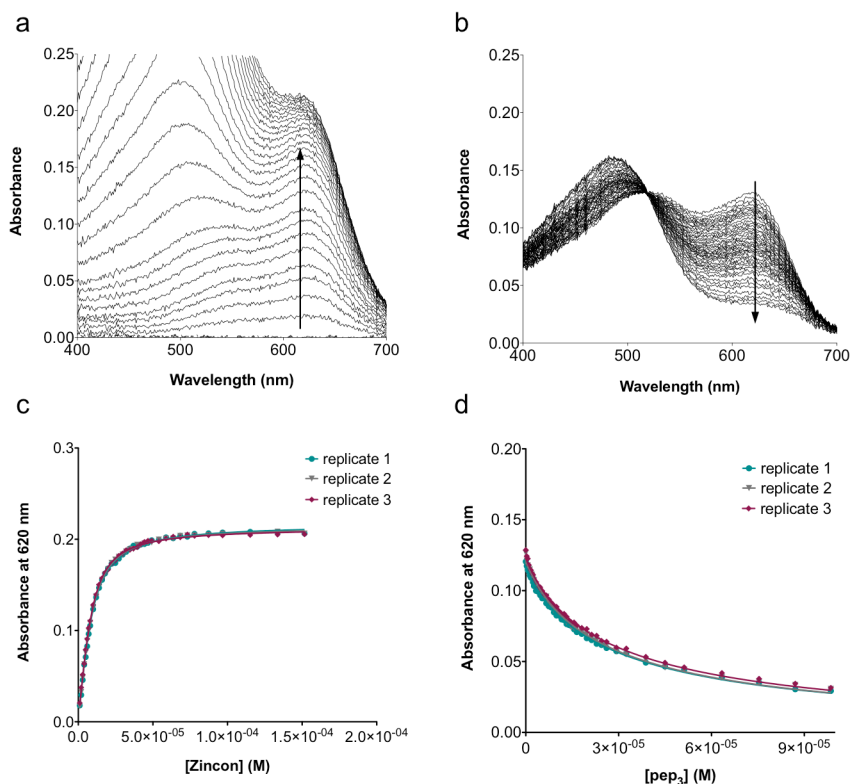 a
0.25
0.20
0.15
0.10
0.05
0.00
400
500
600
700
Absorbance
Wavelength (nm)
b
0.25
0.20
0.15
0.10
0.05
0.00
400
500
600
700
Absorbance
Wavelength (nm)
c
0.3
0.2
0.1
0.0
0.0
5.0×10⁻⁰⁵
1.0×10⁻⁰⁴
1.5×10⁻⁰⁴
2.0×10⁻⁰⁴
Absorbance at 620 nm
[Zincon] (M)
replicate 1
replicate 2
replicate 3
d
0.20
0.15
0.10
0.05
0.00
0
3×10⁻⁰⁵
6×10⁻⁰⁵
9×10⁻⁰⁵
Absorbance at 620 nm
[pep₃] (M)
replicate 1
replicate 2
replicate 3